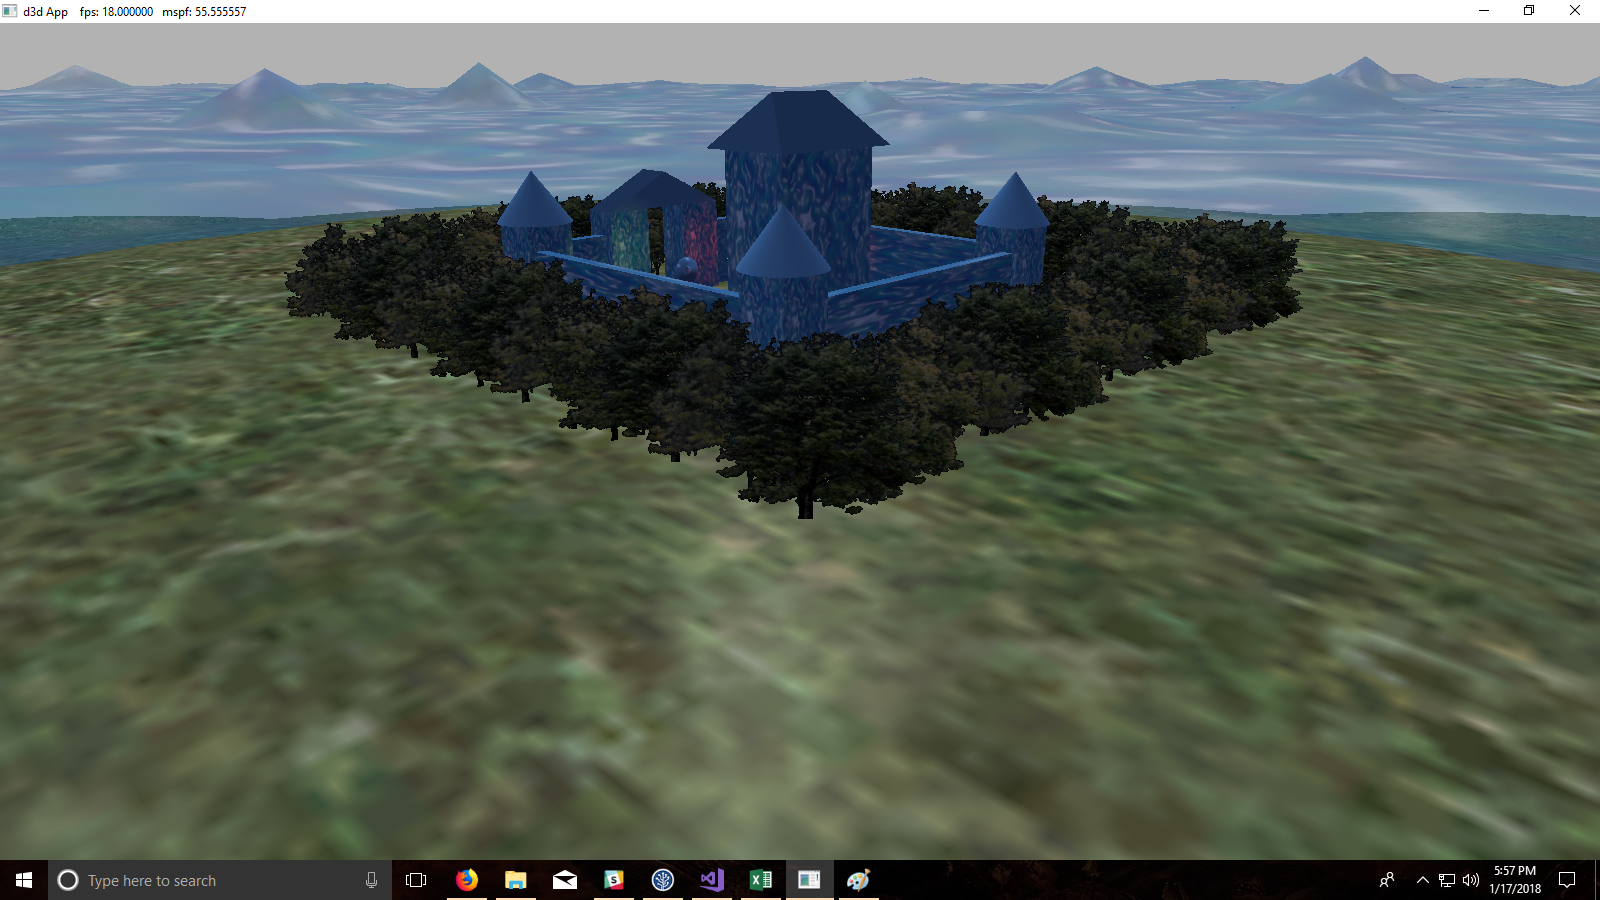 d3d App    fps: 18.000000   mspf: 55.555557
Type here to search
5:57 PM
1/17/2018